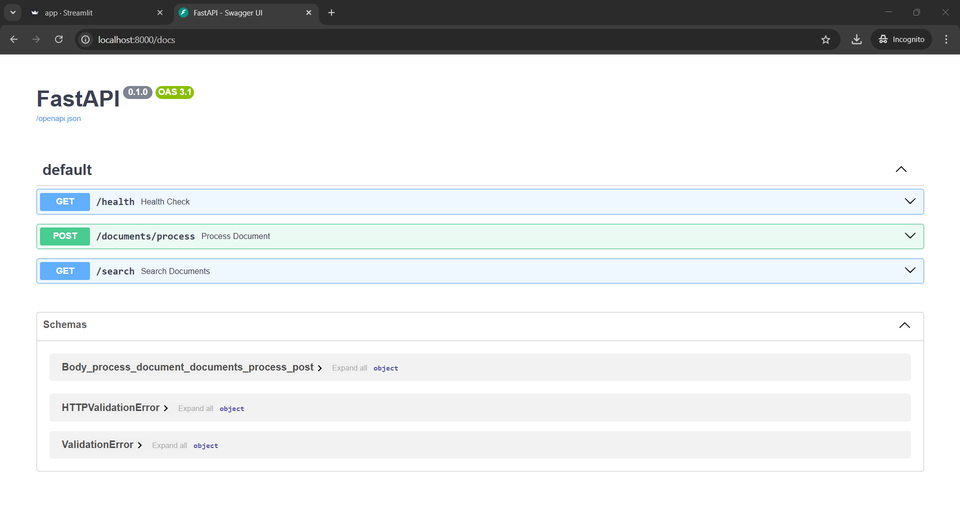 app · Streamlit
FastAPI - Swagger UI
localhost:8000/docs
Incognito
FastAPI 0.1.0 OAS 3.1
/openapi.json
default
GET /health Health Check
POST /documents/process Process Document
GET /search Search Documents
Schemas
Body_process_document_documents_process_post Expand all object
HTTPValidationError Expand all object
ValidationError Expand all object